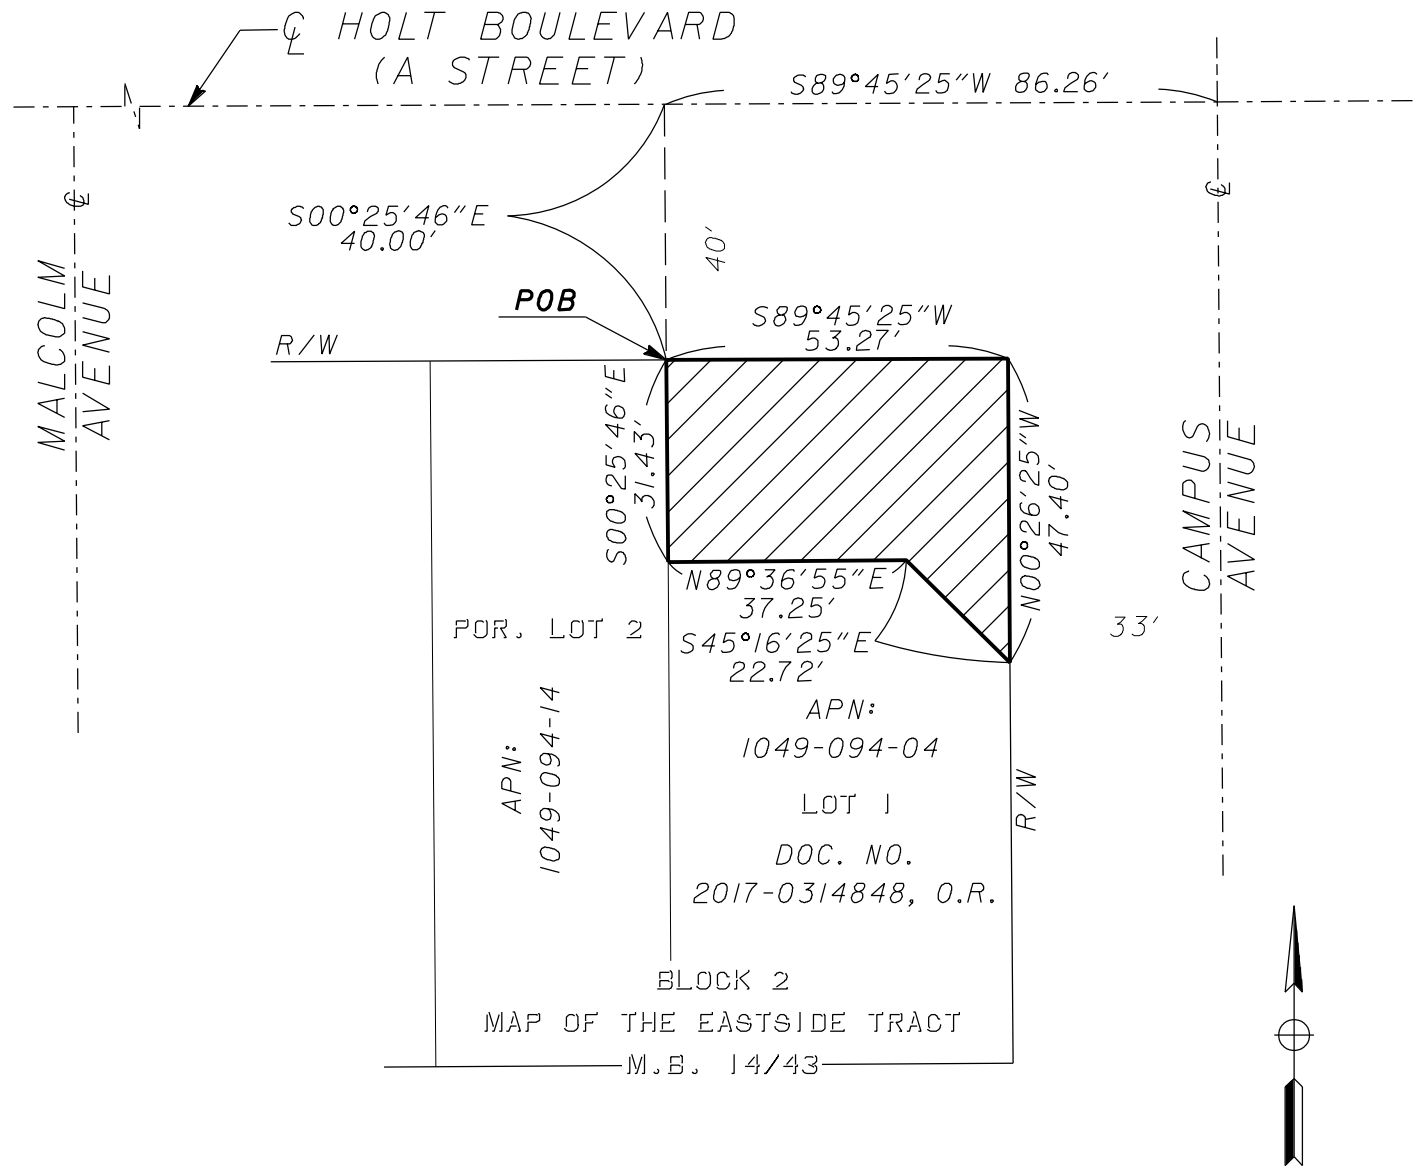 ℄ HOLT BOULEVARD
(A STREET)
S89°45'25"W 86.26'
℄
℄
S00°25'46"E
40.00'
40'
MALCOLM
AVENUE
POB
S89°45'25"W
53.27'
R/W
S00°25'46"E
31.43'
N00°26'25"W
47.40'
CAMPUS
AVENUE
N89°36'55"E
37.25'
33'
POR. LOT 2
S45°16'25"E
22.72'
APN:
1049-094-14
APN:
1049-094-04
R/W
LOT 1
DOC. NO.
2017-0314848, O.R.
BLOCK 2
MAP OF THE EASTSIDE TRACT
M.B. 14/43